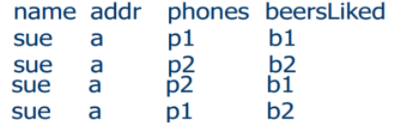 name addr phones beersLiked
sue a p1 b1
sue a p2 b2
sue a p2 b1
sue a p1 b2